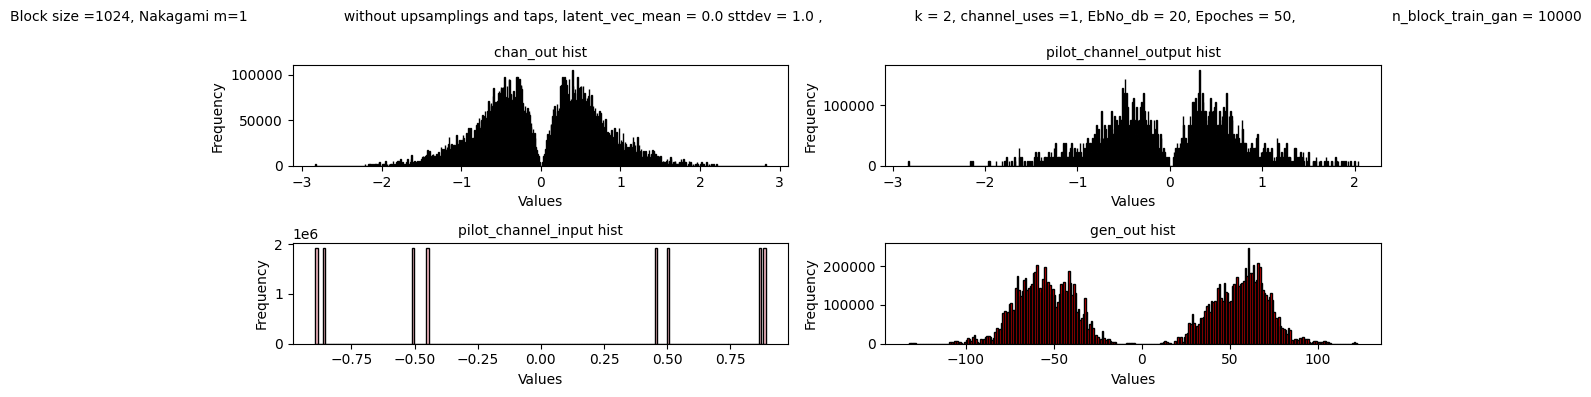 Block size =1024, Nakagami m=1 without upsamplings and taps, latent_vec_mean = 0.0 sttdev = 1.0 , k = 2, channel_uses =1, EbNo_db = 20, Epoches = 50, n_block_train_gan = 10000
chan_out hist
Frequency
100000
50000
0
−3 −2 −1 0 1 2 3
Values
pilot_channel_output hist
Frequency
100000
0
−3 −2 −1 0 1 2
Values
pilot_channel_input hist
1e6
Frequency
2
1
0
−0.75 −0.50 −0.25 0.00 0.25 0.50 0.75
Values
gen_out hist
Frequency
200000
100000
0
−100 −50 0 50 100
Values